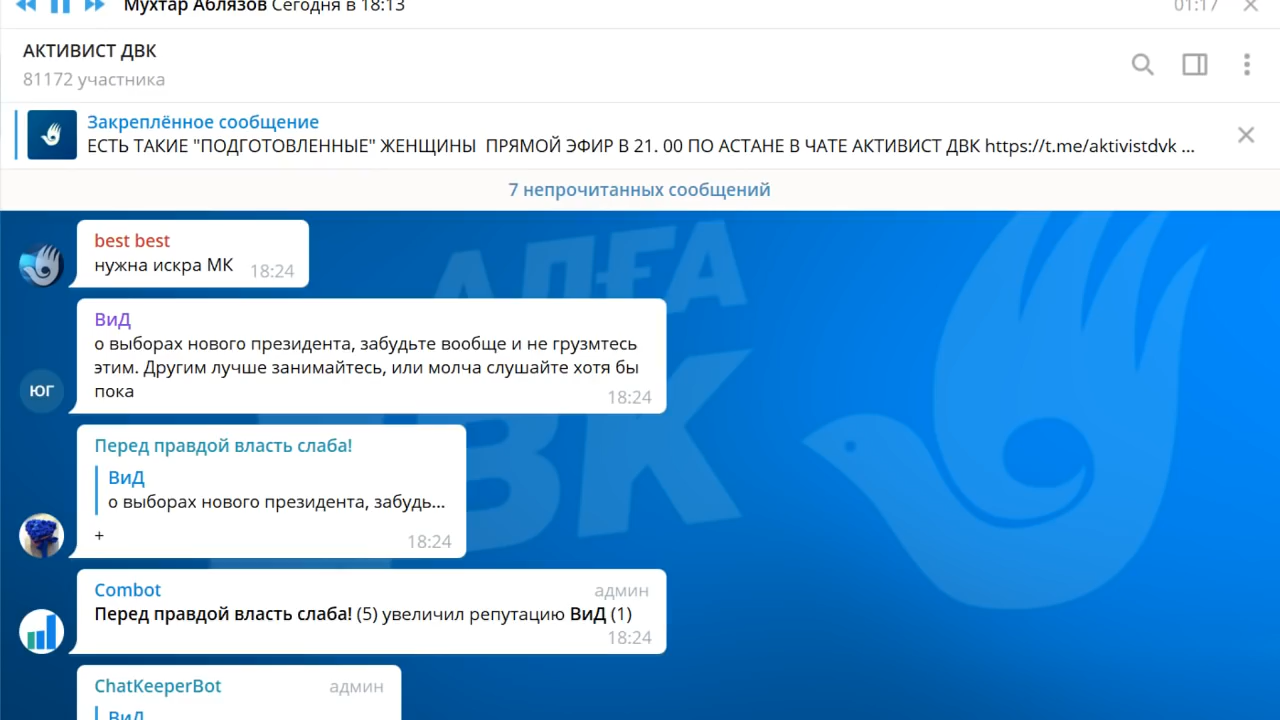 Мухтар Аблязов Сегодня в 18:13
01:17
АКТИВИСТ ДВК
81172 участника
Закреплённое сообщение
ЕСТЬ ТАКИЕ "ПОДГОТОВЛЕННЫЕ" ЖЕНЩИНЫ ПРЯМОЙ ЭФИР В 21. 00 ПО АСТАНЕ В ЧАТЕ АКТИВИСТ ДВК https://t.me/aktivistdvk ...
7 непрочитанных сообщений
АЛҒА
ДВК
best best
нужна искра МК 18:24
ВиД
о выборах нового президента, забудьте вообще и не грузмтесь
этим. Другим лучше занимайтесь, или молча слушайте хотя бы
пока
18:24
ЮГ
Перед правдой власть слаба!
ВиД
о выборах нового президента, забудь...
+
18:24
Combot админ
Перед правдой власть слаба! (5) увеличил репутацию ВиД (1)
18:24
ChatKeeperBot админ
ВиД